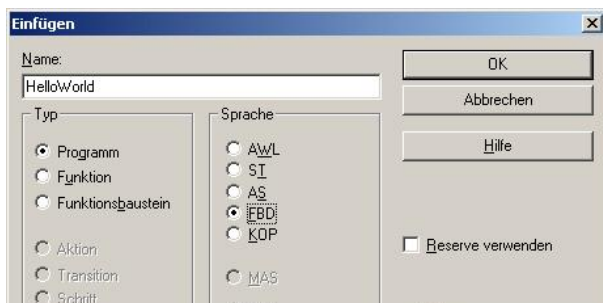 Einfügen
Name:
HelloWorld
Typ
Programm
Funktion
Funktionsbaustein
Aktion
Transition
Schritt
Sprache
AWL
ST
AS
FBD
KOP
MAS
OK
Abbrechen
Hilfe
Reserve verwenden